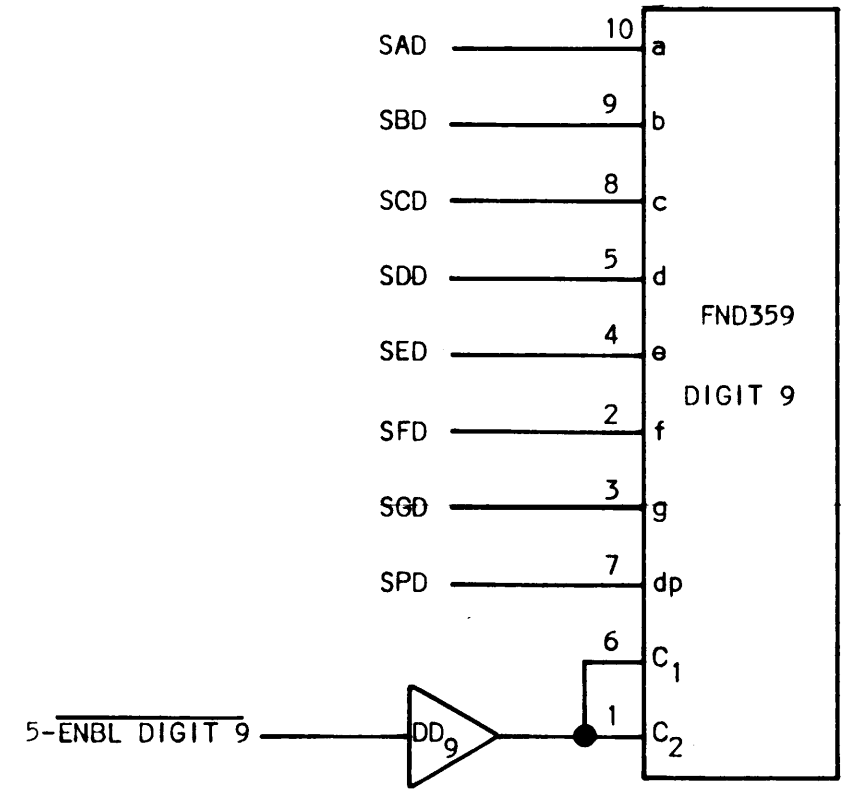 10
SAD a
9
SBD b
8
SCD c
5
SDD d
FND359
4
SED e
DIGIT 9
2
SFD f
3
SGD g
7
SPD dp
6
C1
1
5-ENBL DIGIT 9 DD9 C2